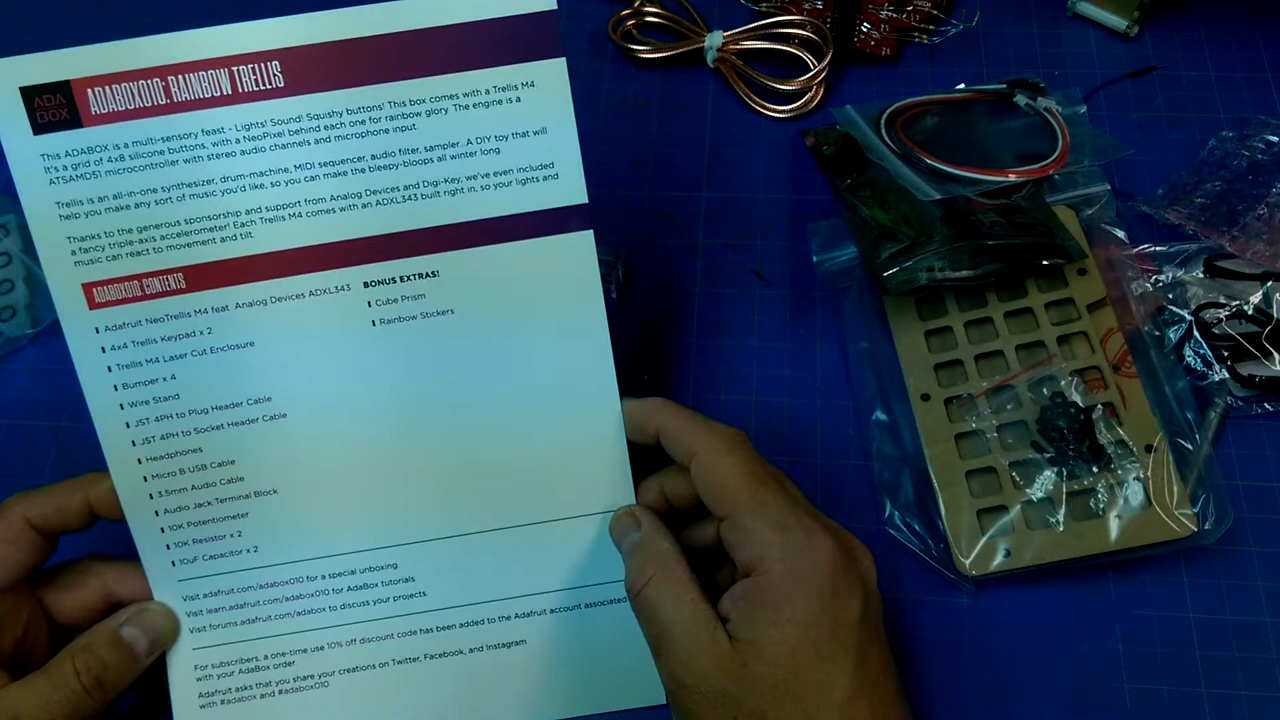 ADA
BOX
ADABOX010: RAINBOW TRELLIS
This ADABOX is a multi-sensory feast - Lights! Sound! Squishy buttons! This box comes with a Trellis M4.
It's a grid of 4x8 silicone buttons, with a NeoPixel behind each one for rainbow glory. The engine is a
ATSAMD51 microcontroller with stereo audio channels and microphone input.
Trellis is an all-in-one synthesizer, drum-machine, MIDI sequencer, audio filter, sampler...A DIY toy that will
help you make any sort of music you'd like, so you can make the bleepy-bloops all winter long.
Thanks to the generous sponsorship and support from Analog Devices and Digi-Key, we've even included
a fancy triple-axis accelerometer! Each Trellis M4 comes with an ADXL343 built right in, so your lights and
music can react to movement and tilt.
ADABOX010: CONTENTS
Adafruit NeoTrellis M4 feat Analog Devices ADXL343
4x4 Trellis Keypad x 2
Trellis M4 Laser Cut Enclosure
Bumper x 4
Wire Stand
JST 4PH to Plug Header Cable
JST 4PH to Socket Header Cable
Headphones
Micro B USB Cable
3.5mm Audio Cable
Audio Jack Terminal Block
10K Potentiometer
10K Resistor x 2
10uF Capacitor x 2
BONUS EXTRAS!
Cube Prism
Rainbow Stickers
Visit adafruit.com/adabox010 for a special unboxing
Visit learn.adafruit.com/adabox010 for AdaBox tutorials.
Visit forums.adafruit.com/adabox to discuss your projects.
For subscribers, a one-time use 10% off discount code has been added to the Adafruit account associated
with your AdaBox order.
Adafruit asks that you share your creations on Twitter, Facebook, and Instagram
with #adabox and #adabox010